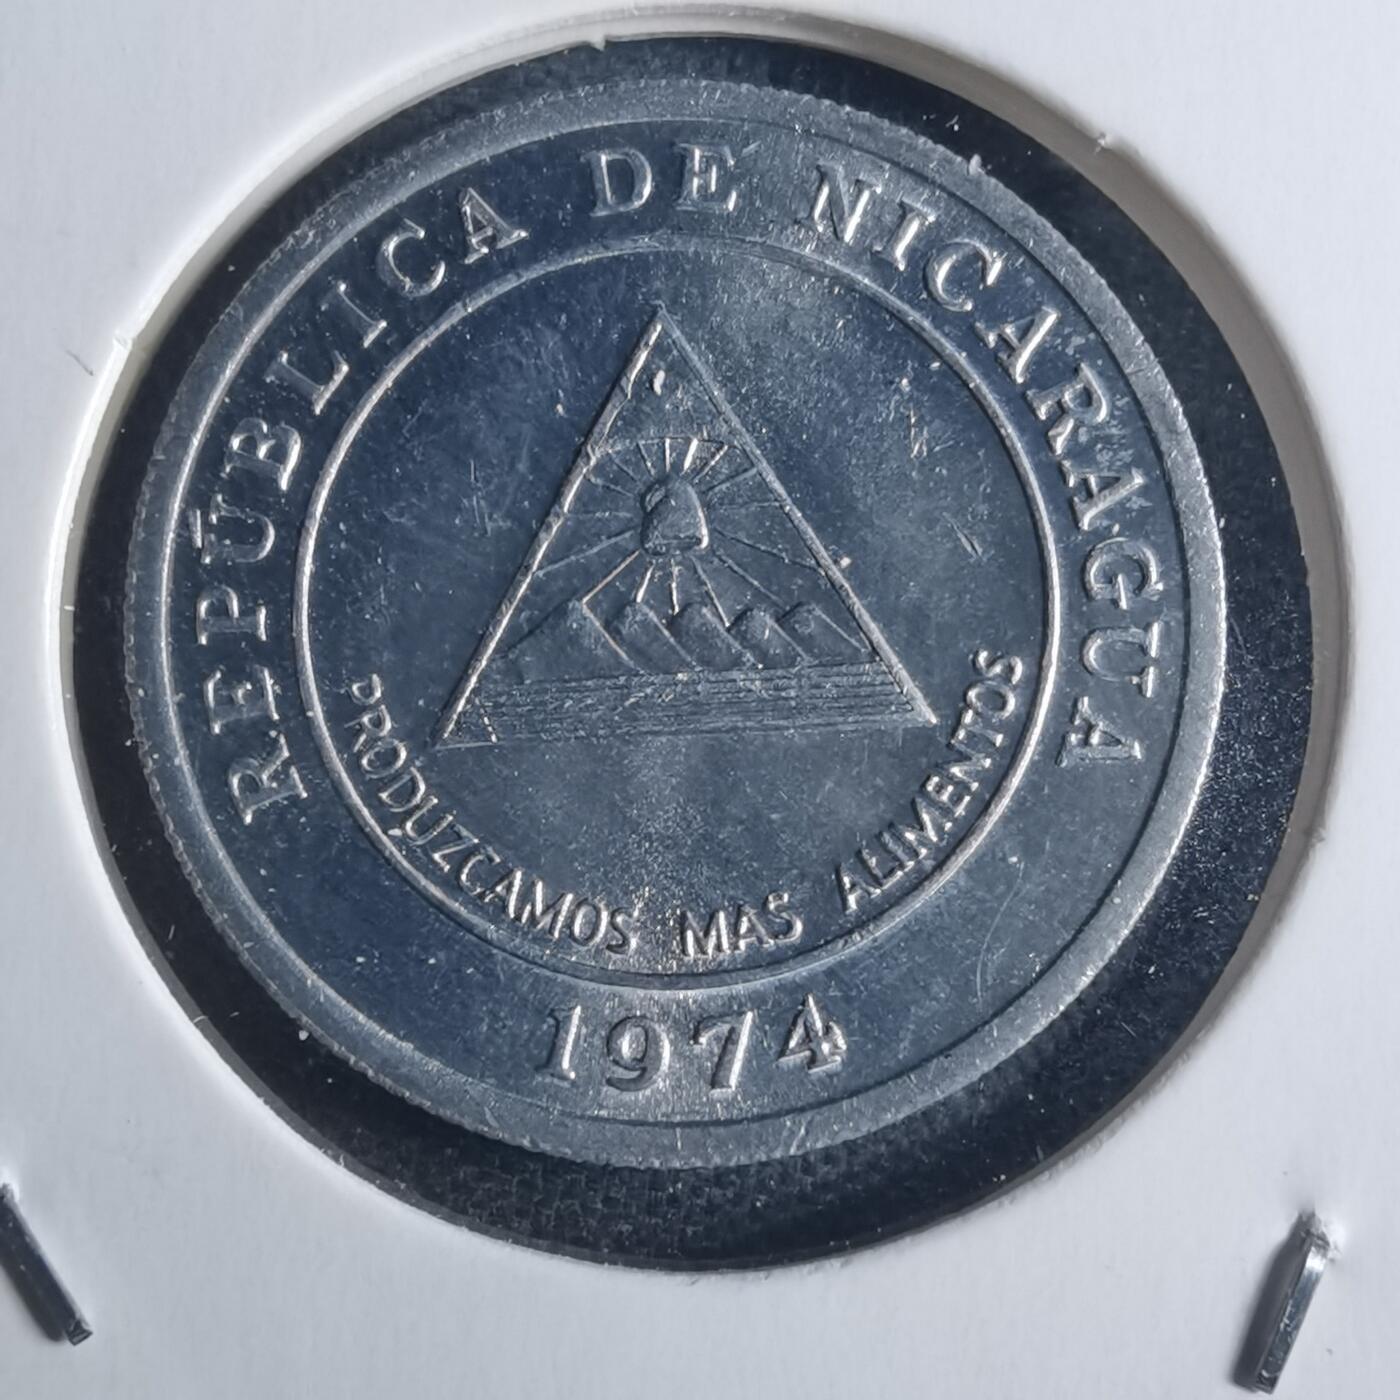 REPÚBLICA DE NICARAGUA
PRODUZCAMOS MAS ALIMENTOS
1974